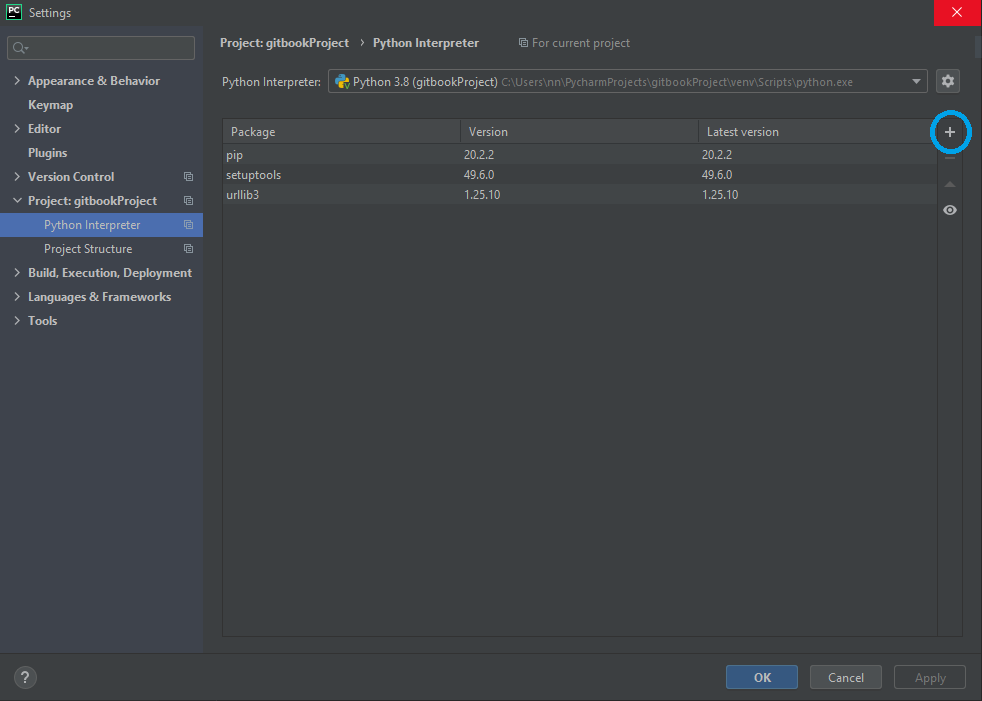 PC Settings
Project: gitbookProject › Python Interpreter For current project
Python Interpreter: Python 3.8 (gitbookProject) C:\Users\nn\PycharmProjects\gitbookProject\venv\Scripts\python.exe
Appearance & Behavior
Keymap
Editor
Plugins
Version Control
Project: gitbookProject
Python Interpreter
Project Structure
Build, Execution, Deployment
Languages & Frameworks
Tools
Package Version Latest version
pip 20.2.2 20.2.2
setuptools 49.6.0 49.6.0
urllib3 1.25.10 1.25.10
? OK Cancel Apply